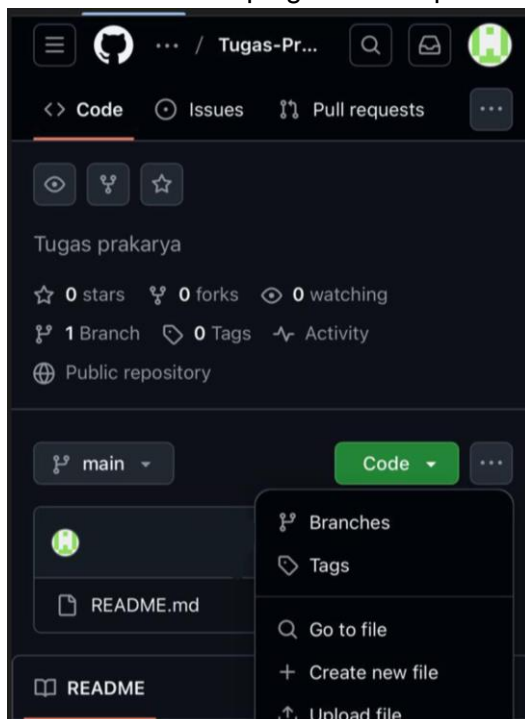 ... / Tugas-Pr...
<> Code Issues Pull requests ...
Tugas prakarya
0 stars 0 forks 0 watching
1 Branch 0 Tags Activity
Public repository
main Code ...
Branches
Tags
README.md
Go to file
Create new file
README
Upload file